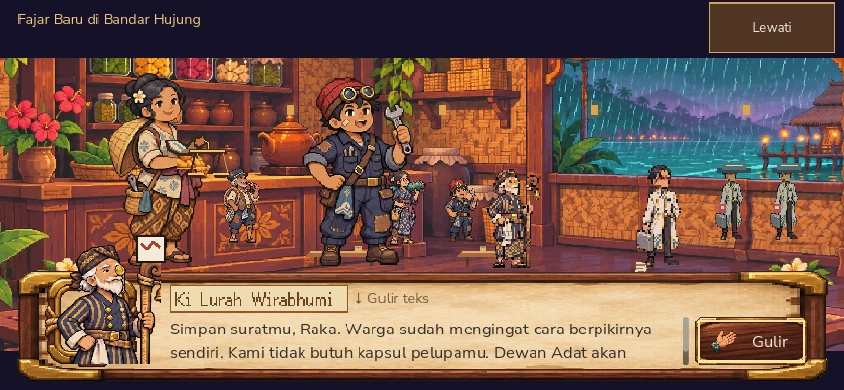 Fajar Baru di Bandar Hujung
Lewati
Ki Lurah Wirabhumi
↓ Gulir teks
Simpan suratmu, Raka. Warga sudah mengingat cara berpikirnya
sendiri. Kami tidak butuh kapsul pelupamu. Dewan Adat akan
Gulir